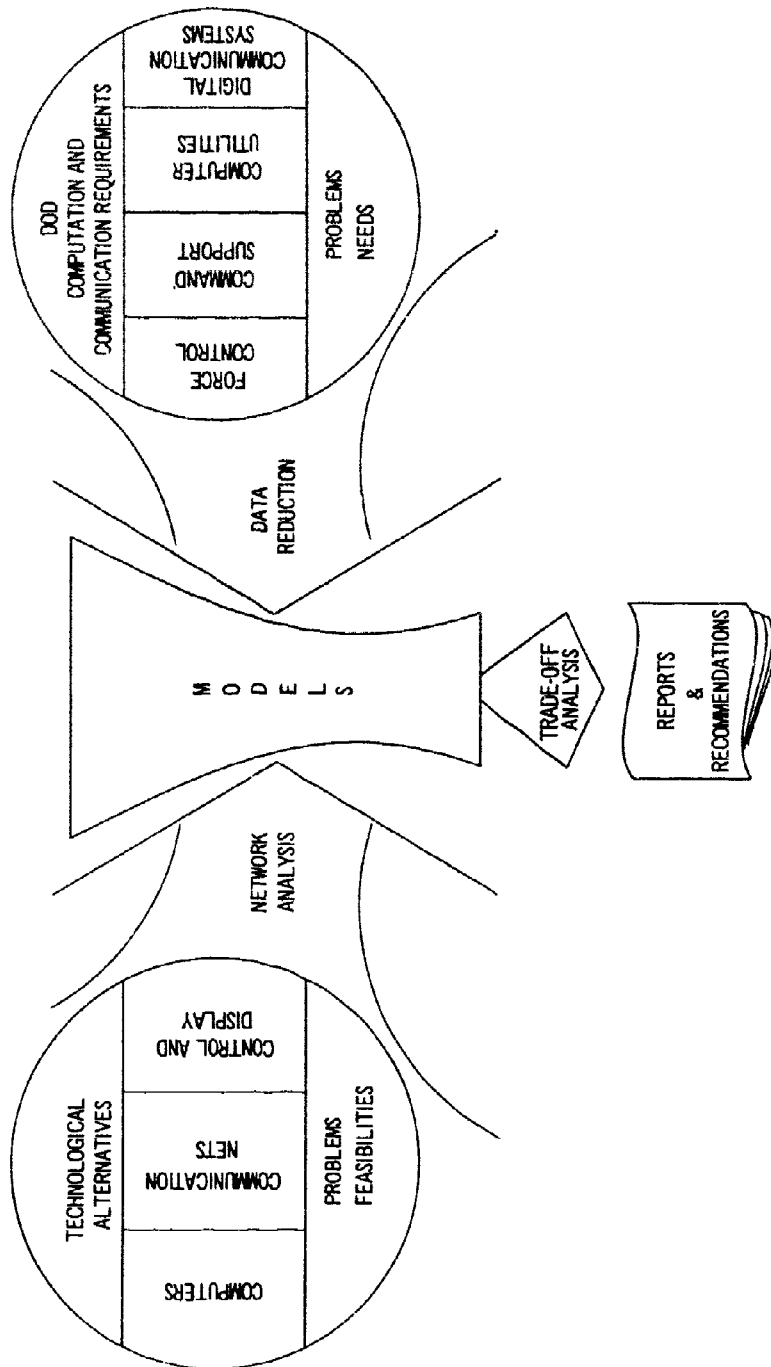 TECHNOLOGICAL
ALTERNATIVES
COMPUTERS
COMMUNICATION
NETS
CONTROL AND
DISPLAY
PROBLEMS
FEASIBILITIES
NETWORK
ANALYSIS
M
O
D
E
L
S
DATA
REDUCTION
DOD
COMPUTATION AND
COMMUNICATION REQUIREMENTS
FORCE
CONTROL
COMMAND
SUPPORT
COMPUTER
UTILITIES
DIGITAL
COMMUNICATION
SYSTEMS
PROBLEMS
NEEDS
TRADE-OFF
ANALYSIS
REPORTS
&
RECOMMENDATIONS